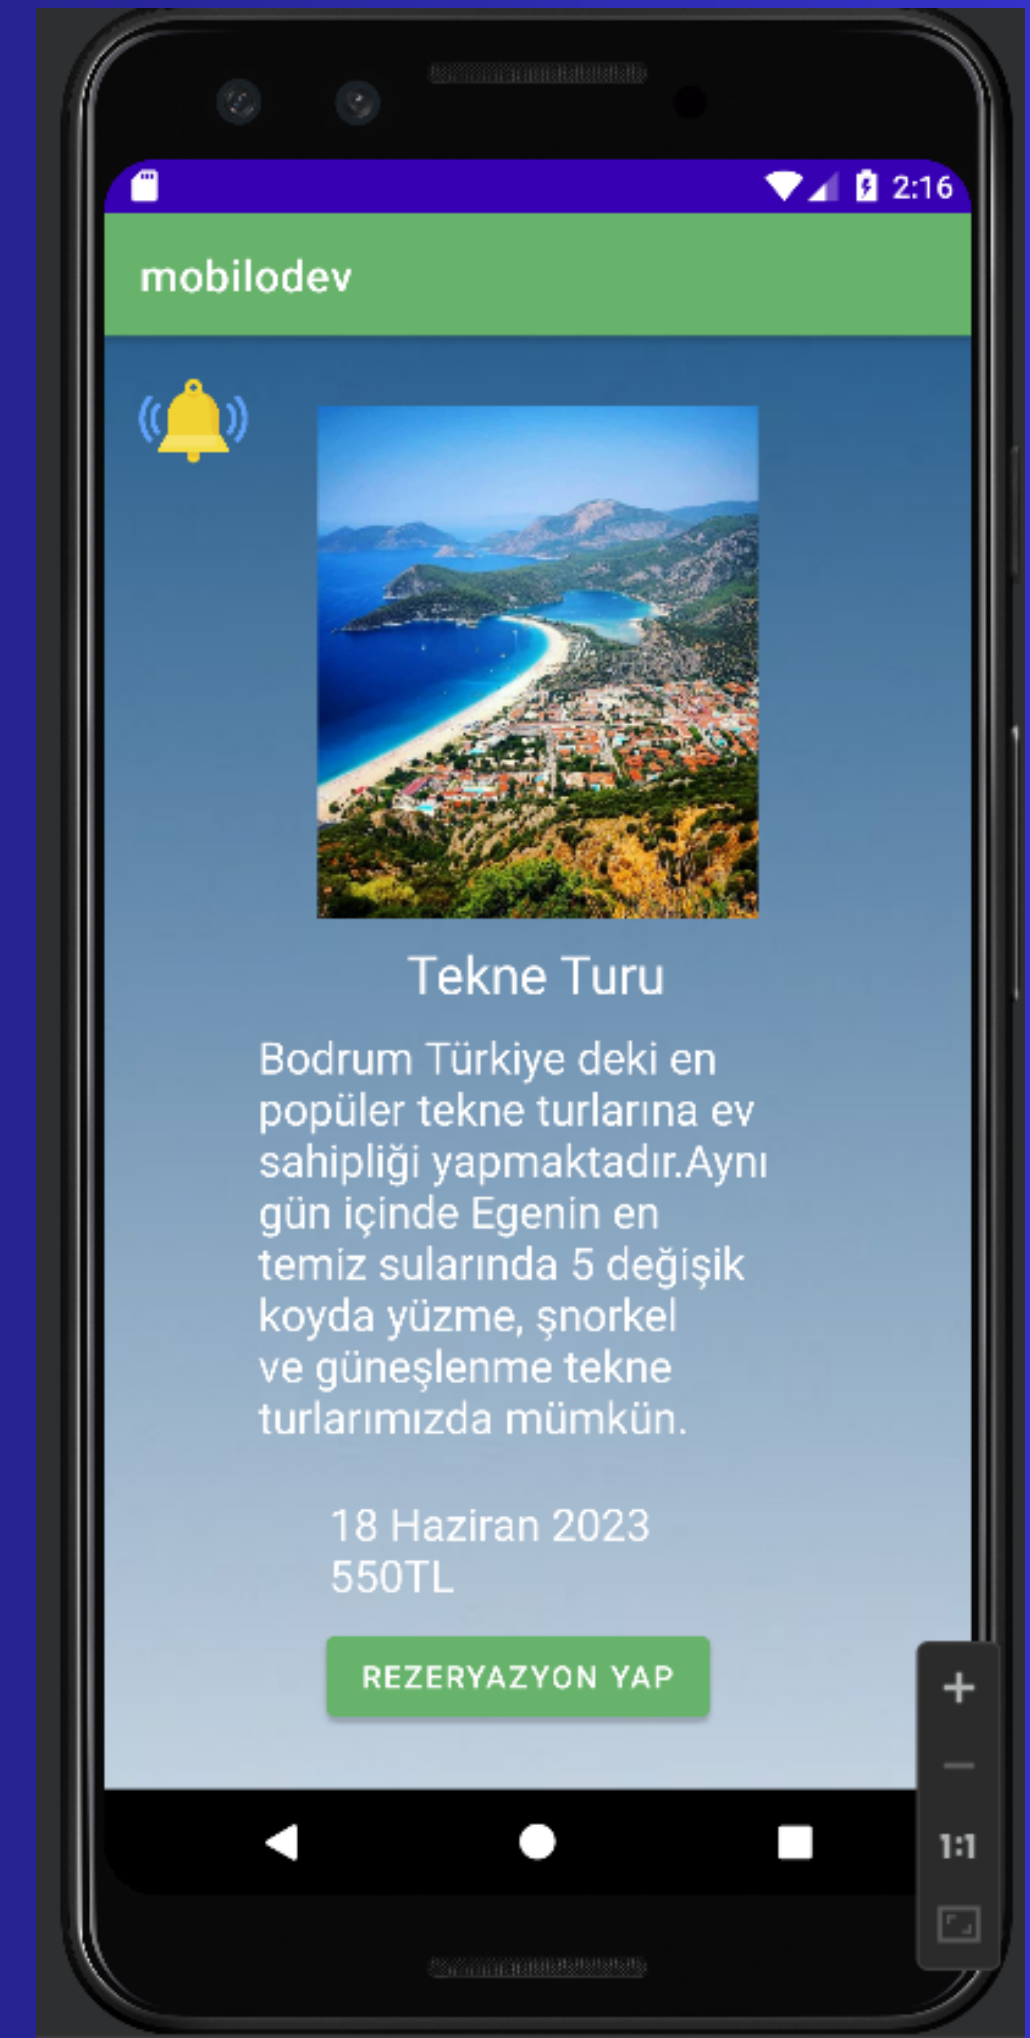 2:16
mobilodev
Tekne Turu
Bodrum Türkiye deki en
popüler tekne turlarına ev
sahipliği yapmaktadır.Aynı
gün içinde Egenin en
temiz sularında 5 değişik
koyda yüzme, şnorkel
ve güneşlenme tekne
turlarımızda mümkün.
18 Haziran 2023
550TL
REZERYAZYON YAP
1:1